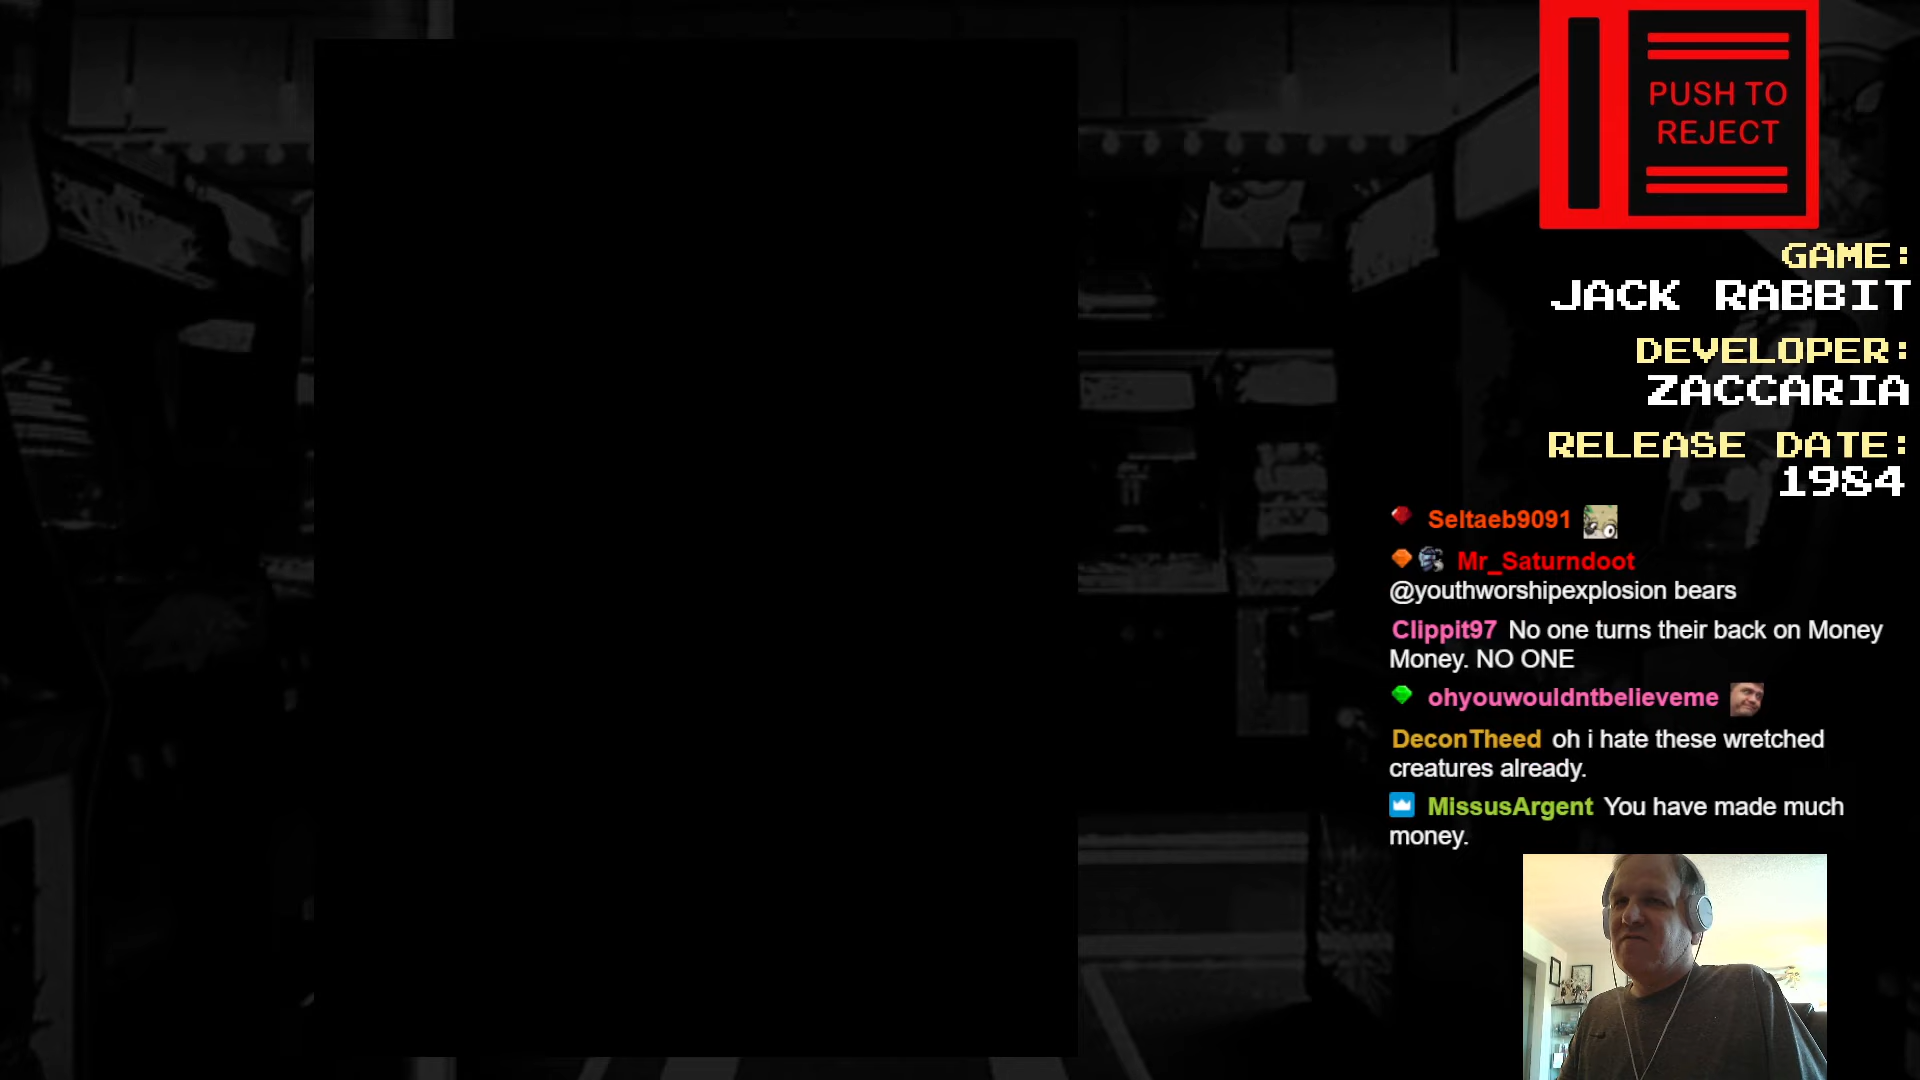 PUSH TO
REJECT
GAME:
JACK RABBIT
DEVELOPER:
ZACCARIA
RELEASE DATE:
1984
Seltaeb9091
Mr_Saturndoot
@youthworshipexplosion bears
Clippit97 No one turns their back on Money
Money. NO ONE
ohyouwouldntbelieveme
DeconTheed oh i hate these wretched
creatures already.
MissusArgent You have made much
money.